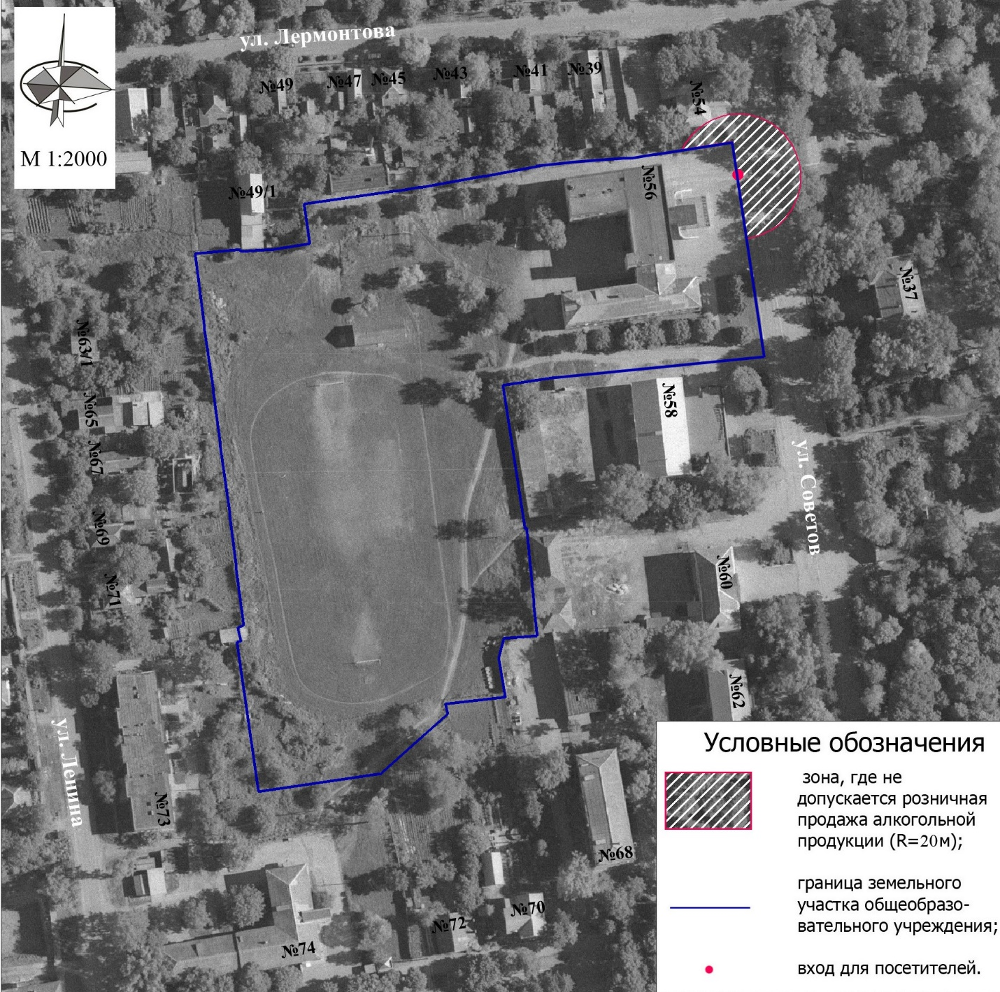 ул. Лермонтова
№49
№47
№45
№43
№41
№39
№54
М 1:2000
№49/1
№56
№37
№63/1
№65
№58
№67
ул. Советов
№69
№71
№60
№62
ул. Ленина
№73
№68
№70
№72
№74
Условные обозначения
зона, где не
допускается розничная
продажа алкогольной
продукции (R=20м);
граница земельного
участка общеобразо-
вательного учреждения;
вход для посетителей.